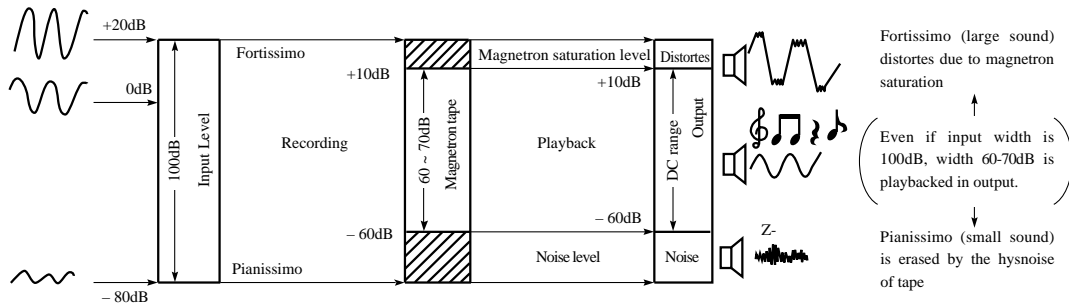 +20dB
0dB
– 80dB
100dB
Input Level
Fortissimo
Recording
Pianissimo
+10dB
– 60dB
60 ~ 70dB
Magnetron tape
Magnetron saturation level
+10dB
Playback
– 60dB
Noise level
Distortes
DC range
Output
Noise
Z-
Fortissimo (large sound)
distortes due to magnetron
saturation
Even if input width is
100dB, width 60-70dB is
playbacked in output.
Pianissimo (small sound)
is erased by the hysnoise
of tape